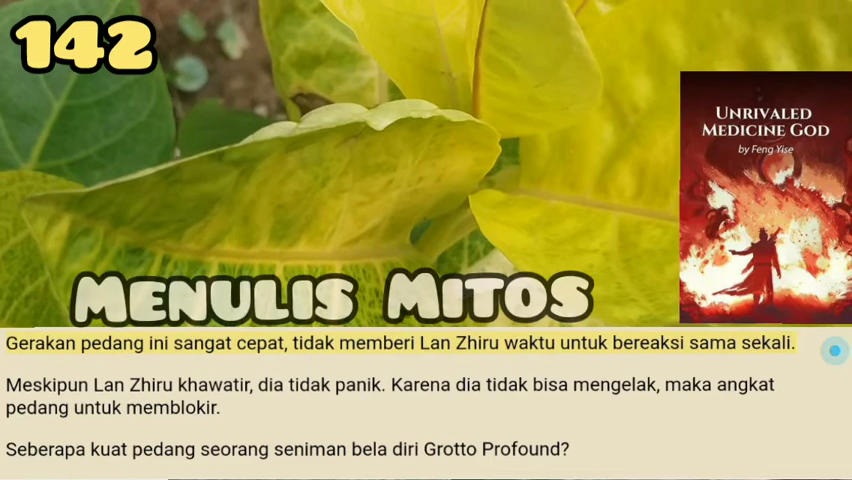 142
UNRIVALED
MEDICINE GOD
by Feng Yise
MENULIS MITOS
Gerakan pedang ini sangat cepat, tidak memberi Lan Zhiru waktu untuk bereaksi sama sekali.
Meskipun Lan Zhiru khawatir, dia tidak panik. Karena dia tidak bisa mengelak, maka angkat
pedang untuk memblokir.
Seberapa kuat pedang seorang seniman bela diri Grotto Profound?